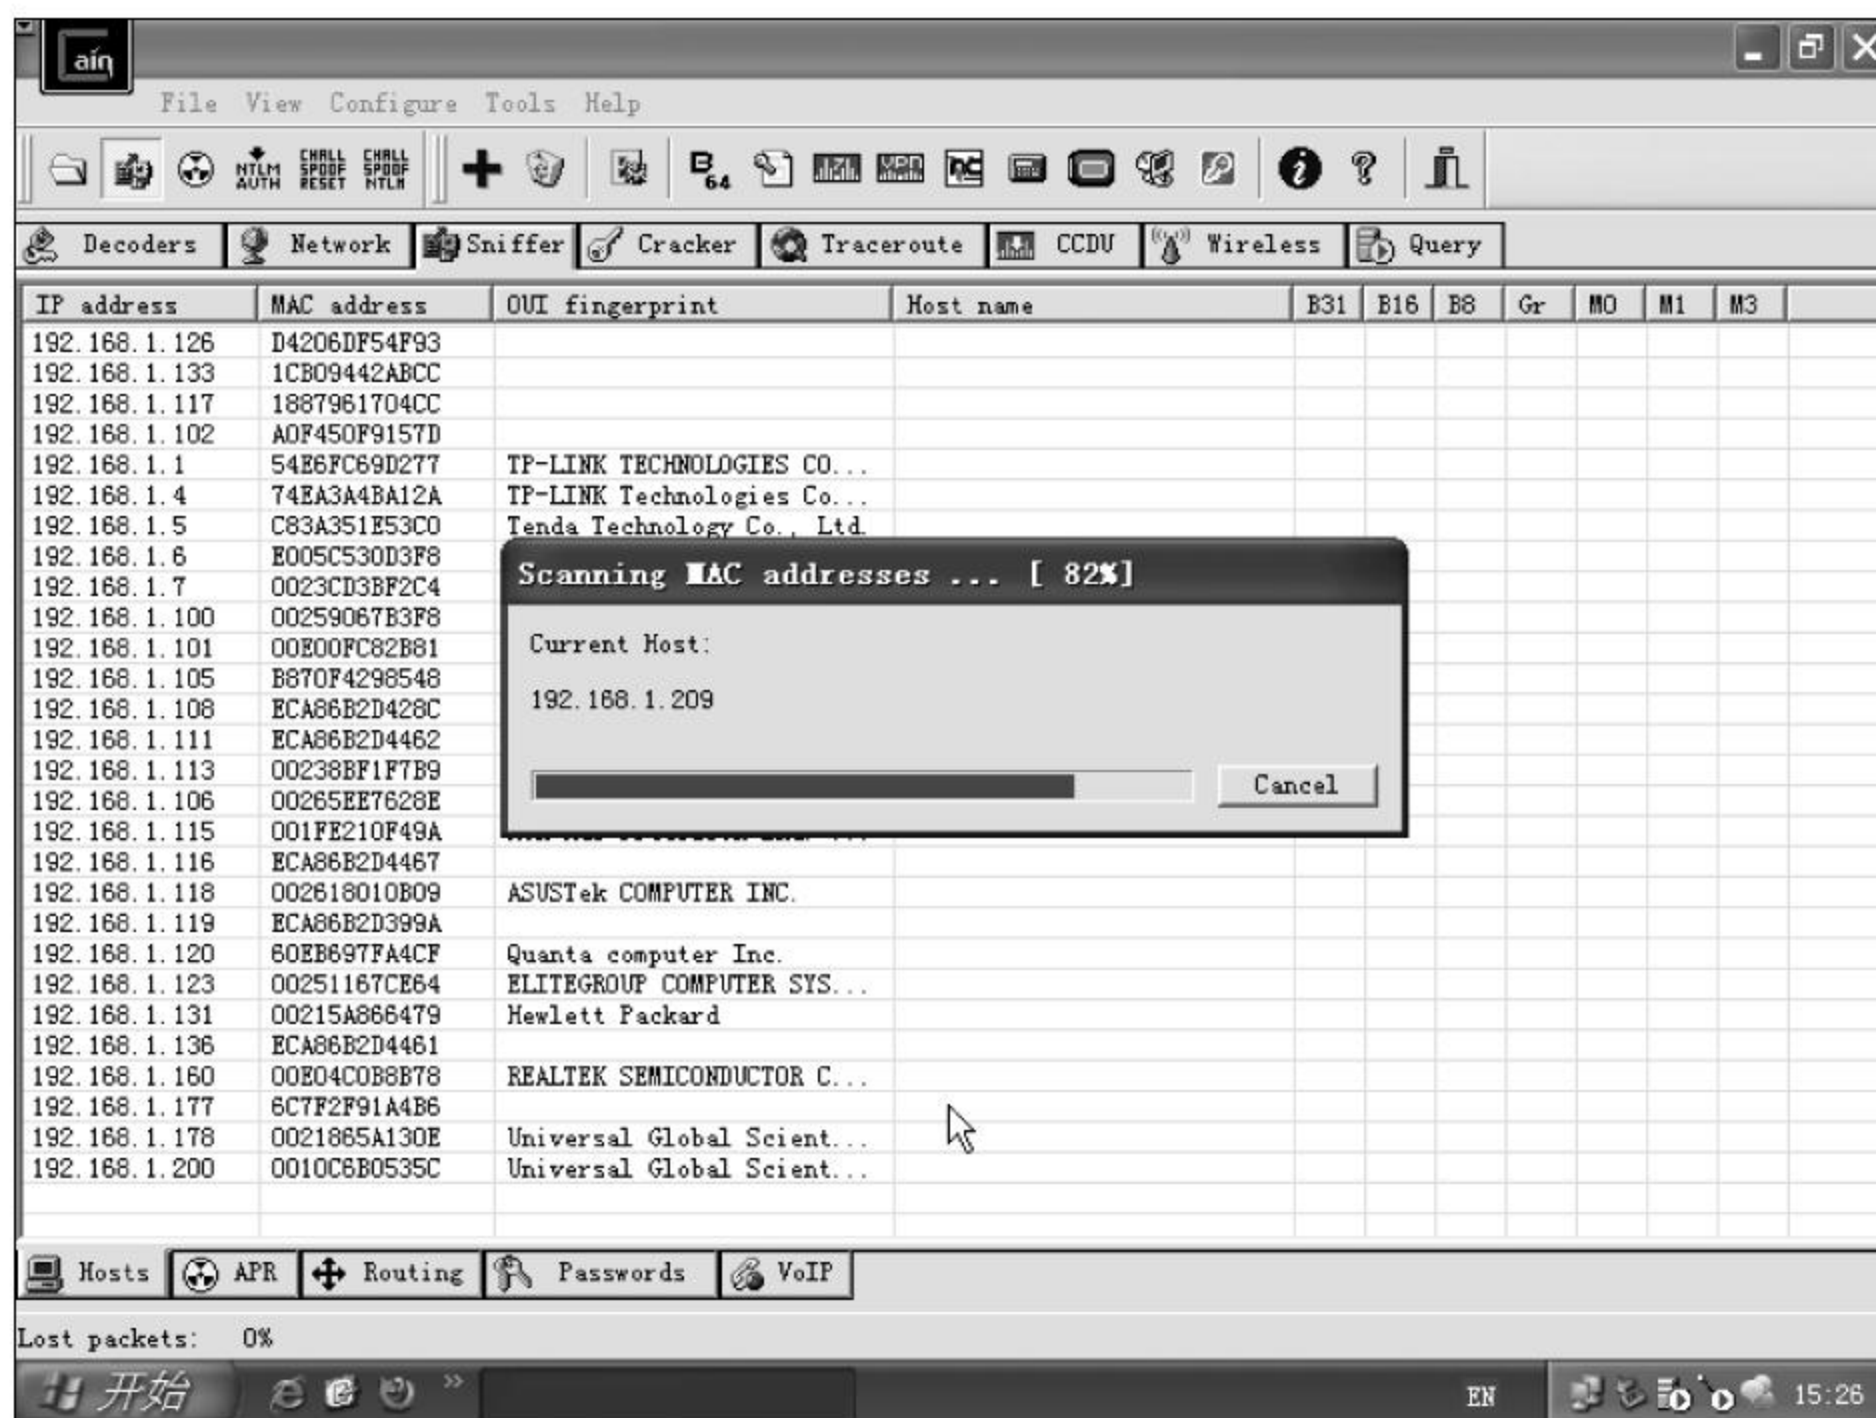 Cain
File View Configure Tools Help
NTLM AUTH CHALL SPOOF RESET CHALL SPOOF NTLM B64
Decoders Network Sniffer Cracker Traceroute CCDU Wireless Query
IP address MAC address OUI fingerprint Host name B31 B16 B8 Gr M0 M1 M3
192.168.1.126 D4206DF54F93
192.168.1.133 1CB09442ABCC
192.168.1.117 1887961704CC
192.168.1.102 A0F450F9157D
192.168.1.1 54E6FC69D277 TP-LINK TECHNOLOGIES CO...
192.168.1.4 74EA3A4BA12A TP-LINK Technologies Co...
192.168.1.5 C83A351E53C0 Tenda Technology Co., Ltd
192.168.1.6 E005C530D3F8
192.168.1.7 0023CD3BF2C4
192.168.1.100 00259067B3F8
192.168.1.101 00E00FC82B81
192.168.1.105 B870F4298548
192.168.1.108 ECA86B2D428C
192.168.1.111 ECA86B2D4462
192.168.1.113 00238BF1F7B9
192.168.1.106 00265EE7628E
192.168.1.115 001FE210F49A
192.168.1.116 ECA86B2D4467
192.168.1.118 002618010B09 ASUSTek COMPUTER INC.
192.168.1.119 ECA86B2D399A
192.168.1.120 60EB697FA4CF Quanta computer Inc.
192.168.1.123 00251167CE64 ELITEGROUP COMPUTER SYS...
192.168.1.131 00215A866479 Hewlett Packard
192.168.1.136 ECA86B2D4461
192.168.1.160 00E04C0B8B78 REALTEK SEMICONDUCTOR C...
192.168.1.177 6C7F2F91A4B6
192.168.1.178 0021865A130E Universal Global Scient...
192.168.1.200 0010C6B0535C Universal Global Scient...
Scanning MAC addresses ... [ 82%]
Current Host:
192.168.1.209
Cancel
Hosts APR Routing Passwords VoIP
Lost packets: 0%
开始 EN 15:26